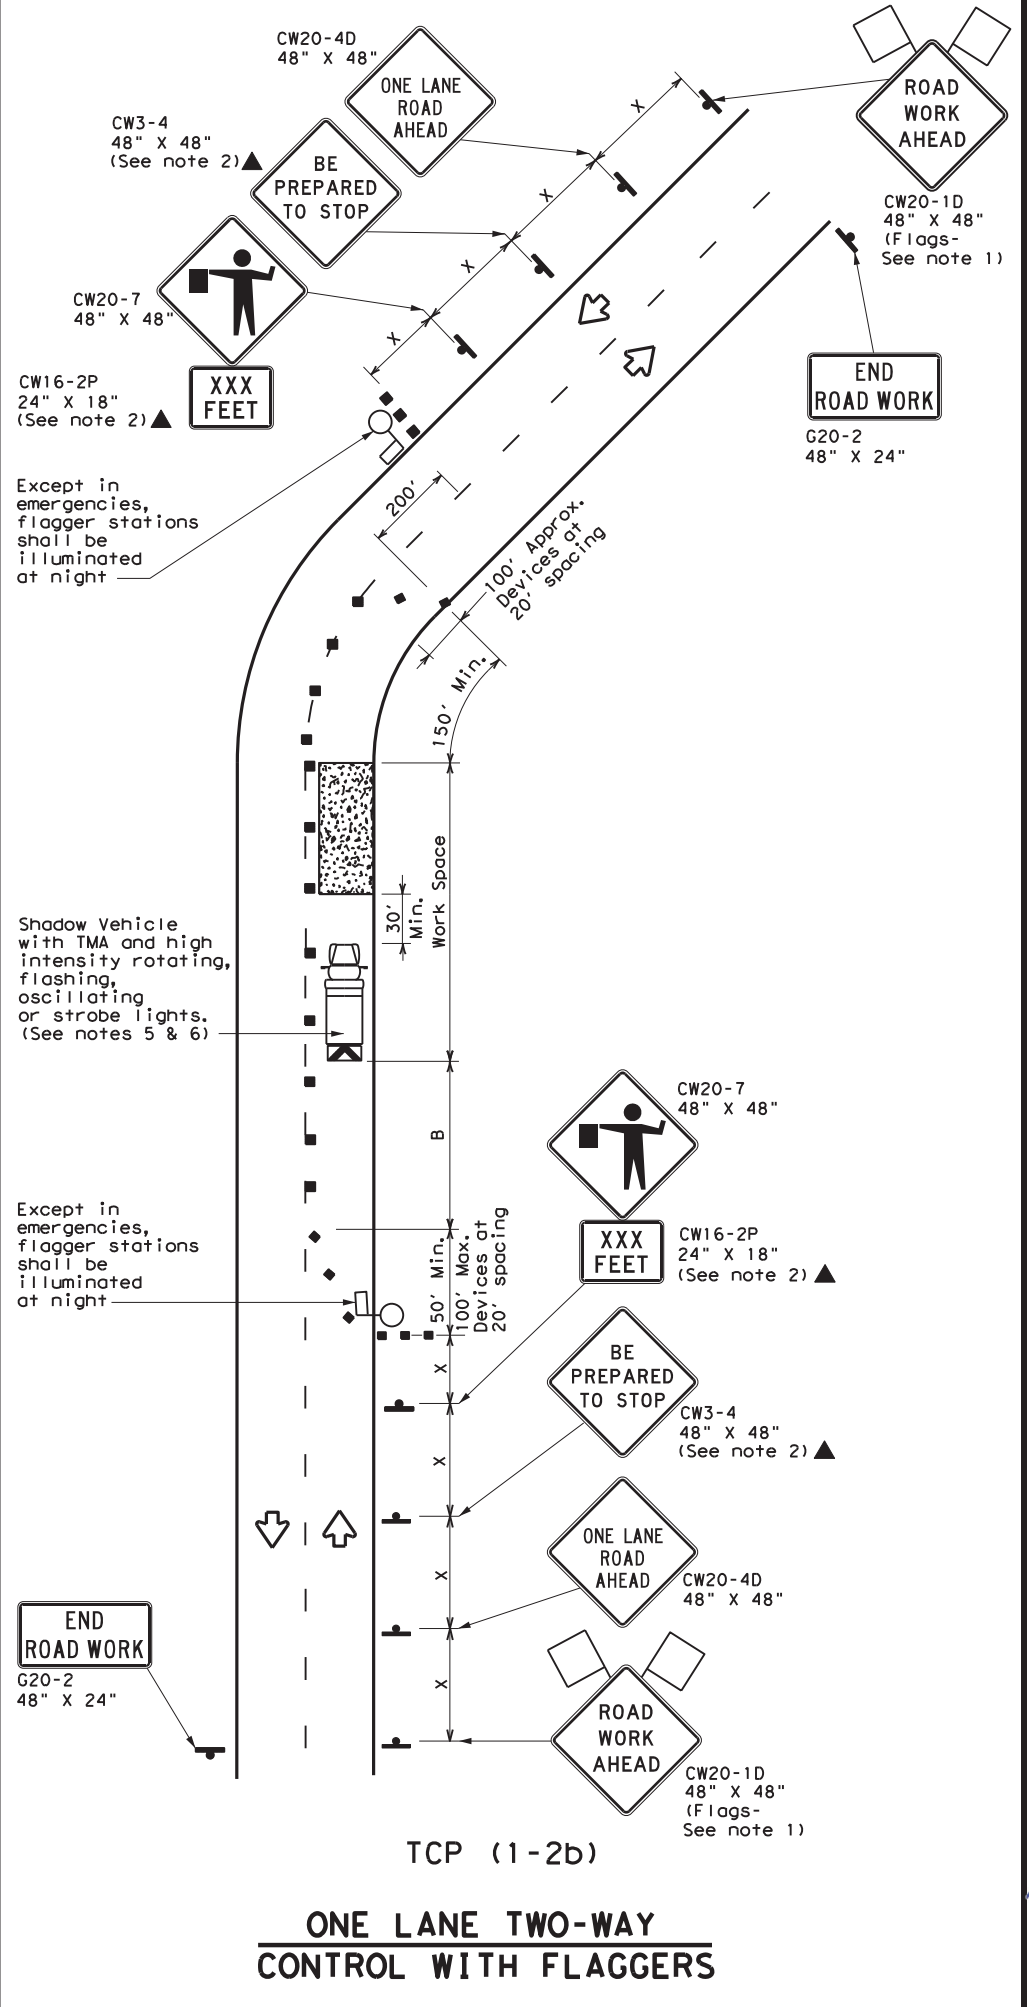 CW20-4D
48" X 48"
ONE LANE
ROAD
AHEAD
ROAD
WORK
AHEAD
CW20-1D
48" X 48"
(Flags-
See note 1)
CW3-4
48" X 48"
(See note 2)▲
BE
PREPARED
TO STOP
X
X
X
X
CW20-7
48" X 48"
CW16-2P
24" X 18"
(See note 2)▲
XXX
FEET
END
ROAD WORK
G20-2
48" X 24"
Except in
emergencies,
flagger stations
shall be
illuminated
at night
200'
100' Approx.
Devices at
20' spacing
150' Min.
Work Space
30'
Min.
Shadow Vehicle
with TMA and high
intensity rotating,
flashing,
oscillating
or strobe lights.
(See notes 5 & 6)
B
CW20-7
48" X 48"
XXX
FEET
CW16-2P
24" X 18"
(See note 2)▲
Except in
emergencies,
flagger stations
shall be
illuminated
at night
50' Min.
100' Max.
Devices at
20' spacing
X
X
X
X
BE
PREPARED
TO STOP
CW3-4
48" X 48"
(See note 2)▲
ONE LANE
ROAD
AHEAD
CW20-4D
48" X 48"
END
ROAD WORK
G20-2
48" X 24"
ROAD
WORK
AHEAD
CW20-1D
48" X 48"
(Flags-
See note 1)
TCP (1-2b)
ONE LANE TWO-WAY
CONTROL WITH FLAGGERS